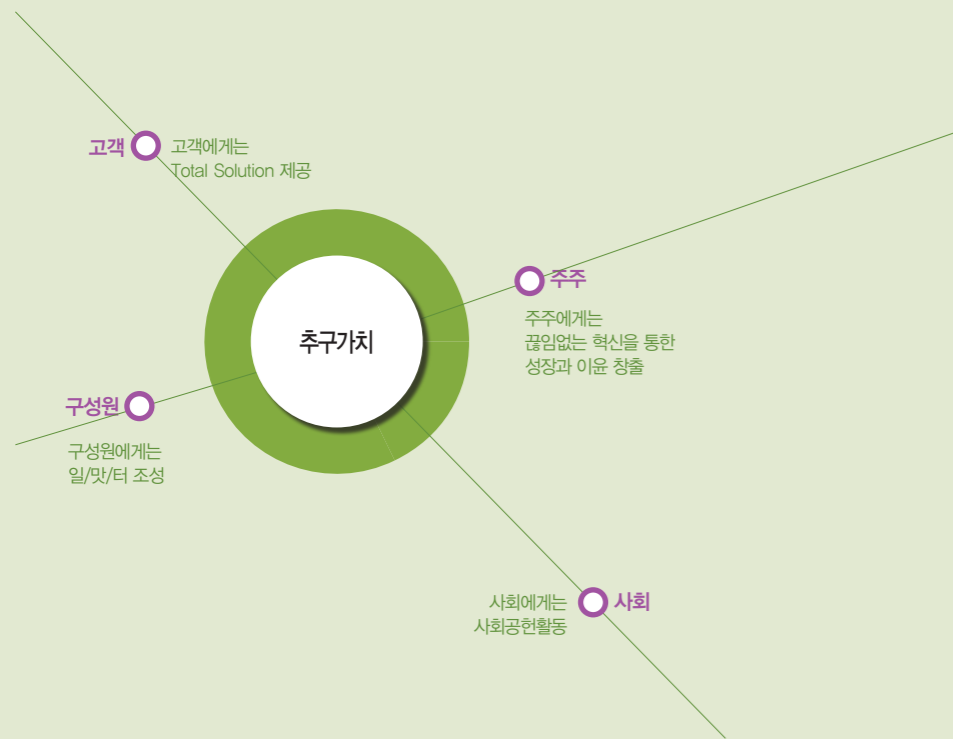 고객
고객에게는
Total Solution 제공
추구가치
주주
주주에게는
끊임없는 혁신을 통한
성장과 이윤 창출
구성원
구성원에게는
일/맛/터 조성
사회에게는
사회공헌활동
사회